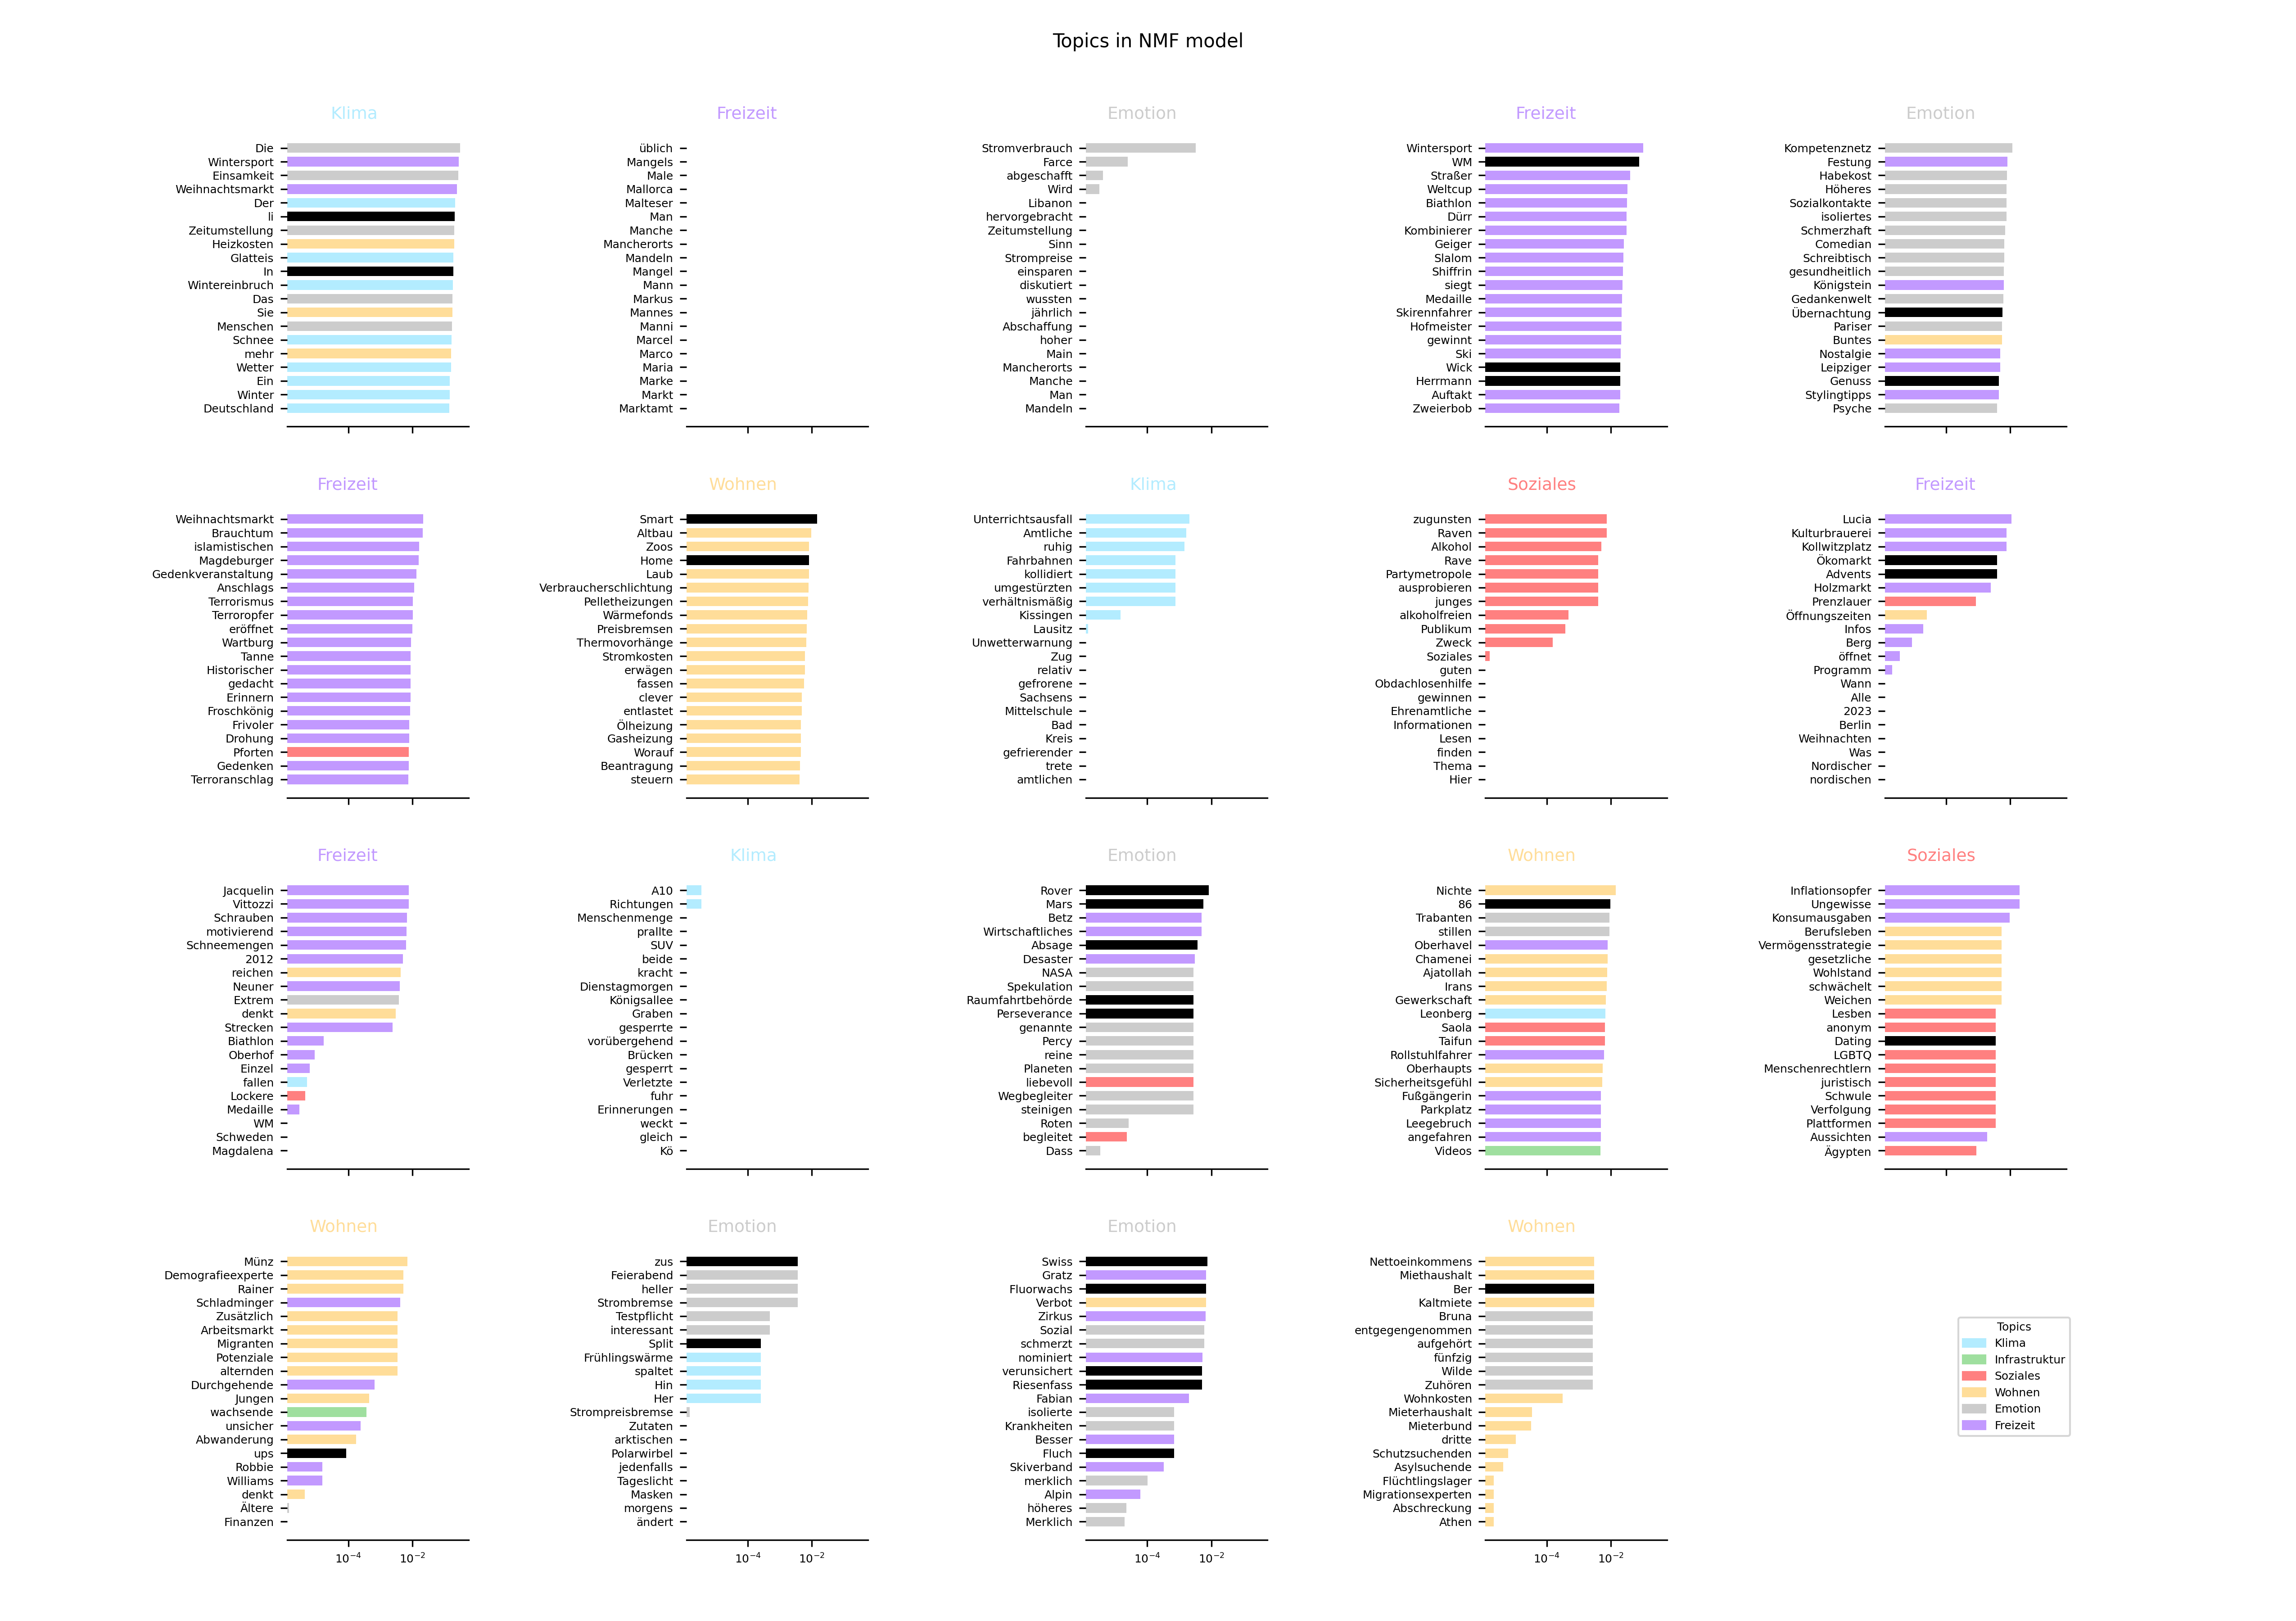 Topics in NMF model
Klima
Die
Wintersport
Einsamkeit
Weihnachtsmarkt
Der
li
Zeitumstellung
Heizkosten
Glatteis
In
Wintereinbruch
Das
Sie
Menschen
Schnee
mehr
Wetter
Ein
Winter
Deutschland
Freizeit
üblich
Mangels
Male
Mallorca
Malteser
Man
Manche
Mancherorts
Mandeln
Mangel
Mann
Markus
Mannes
Manni
Marcel
Marco
Maria
Marke
Markt
Marktamt
Emotion
Stromverbrauch
Farce
abgeschafft
Wird
Libanon
hervorgebracht
Zeitumstellung
Sinn
Strompreise
einsparen
diskutiert
wussten
jährlich
Abschaffung
hoher
Main
Mancherorts
Manche
Man
Mandeln
Freizeit
Wintersport
WM
Straßer
Weltcup
Biathlon
Dürr
Kombinierer
Geiger
Slalom
Shiffrin
siegt
Medaille
Skirennfahrer
Hofmeister
gewinnt
Ski
Wick
Herrmann
Auftakt
Zweierbob
Emotion
Kompetenznetz
Festung
Habekost
Höheres
Sozialkontakte
isoliertes
Schmerzhaft
Comedian
Schreibtisch
gesundheitlich
Königstein
Gedankenwelt
Übernachtung
Pariser
Buntes
Nostalgie
Leipziger
Genuss
Stylingtipps
Psyche
Freizeit
Weihnachtsmarkt
Brauchtum
islamistischen
Magdeburger
Gedenkveranstaltung
Anschlags
Terrorismus
Terroropfer
eröffnet
Wartburg
Tanne
Historischer
gedacht
Erinnern
Froschkönig
Frivoler
Drohung
Pforten
Gedenken
Terroranschlag
Wohnen
Smart
Altbau
Zoos
Home
Laub
Verbraucherschlichtung
Pelletheizungen
Wärmefonds
Preisbremsen
Thermovorhänge
Stromkosten
erwägen
fassen
clever
entlastet
Ölheizung
Gasheizung
Worauf
Beantragung
steuern
Klima
Unterrichtsausfall
Amtliche
ruhig
Fahrbahnen
kollidiert
umgestürzten
verhältnismäßig
Kissingen
Lausitz
Unwetterwarnung
Zug
relativ
gefrorene
Sachsens
Mittelschule
Bad
Kreis
gefrierender
trete
amtlichen
Soziales
zugunsten
Raven
Alkohol
Rave
Partymetropole
ausprobieren
junges
alkoholfreien
Publikum
Zweck
Soziales
guten
Obdachlosenhilfe
gewinnen
Ehrenamtliche
Informationen
Lesen
finden
Thema
Hier
Freizeit
Lucia
Kulturbrauerei
Kollwitzplatz
Ökomarkt
Advents
Holzmarkt
Prenzlauer
Öffnungszeiten
Infos
Berg
öffnet
Programm
Wann
Alle
2023
Berlin
Weihnachten
Was
Nordischer
nordischen
Freizeit
Jacquelin
Vittozzi
Schrauben
motivierend
Schneemengen
2012
reichen
Neuner
Extrem
denkt
Strecken
Biathlon
Oberhof
Einzel
fallen
Lockere
Medaille
WM
Schweden
Magdalena
Klima
A10
Richtungen
Menschenmenge
prallte
SUV
beide
kracht
Dienstagmorgen
Königsallee
Graben
gesperrte
vorübergehend
Brücken
gesperrt
Verletzte
fuhr
Erinnerungen
weckt
gleich
Kö
Emotion
Rover
Mars
Betz
Wirtschaftliches
Absage
Desaster
NASA
Spekulation
Raumfahrtbehörde
Perseverance
genannte
Percy
reine
Planeten
liebevoll
Wegbegleiter
steinigen
Roten
begleitet
Dass
Wohnen
Nichte
86
Trabanten
stillen
Oberhavel
Chamenei
Ajatollah
Irans
Gewerkschaft
Leonberg
Saola
Taifun
Rollstuhlfahrer
Oberhaupts
Sicherheitsgefühl
Fußgängerin
Parkplatz
Leegebruch
angefahren
Videos
Soziales
Inflationsopfer
Ungewisse
Konsumausgaben
Berufsleben
Vermögensstrategie
gesetzliche
Wohlstand
schwächelt
Weichen
Lesben
anonym
Dating
LGBTQ
Menschenrechtlern
juristisch
Schwule
Verfolgung
Plattformen
Aussichten
Ägypten
Wohnen
Münz
Demografieexperte
Rainer
Schladminger
Zusätzlich
Arbeitsmarkt
Migranten
Potenziale
alternden
Durchgehende
Jungen
wachsende
unsicher
Abwanderung
ups
Robbie
Williams
denkt
Ältere
Finanzen
10⁻⁴ 10⁻²
Emotion
zus
Feierabend
heller
Strombremse
Testpflicht
interessant
Split
Frühlingswärme
spaltet
Hin
Her
Strompreisbremse
Zutaten
arktischen
Polarwirbel
jedenfalls
Tageslicht
Masken
morgens
ändert
10⁻⁴ 10⁻²
Emotion
Swiss
Gratz
Fluorwachs
Verbot
Zirkus
Sozial
schmerzt
nominiert
verunsichert
Riesenfass
Fabian
isolierte
Krankheiten
Besser
Fluch
Skiverband
merklich
Alpin
höheres
Merklich
10⁻⁴ 10⁻²
Wohnen
Nettoeinkommens
Miethaushalt
Ber
Kaltmiete
Bruna
entgegengenommen
aufgehört
fünfzig
Wilde
Zuhören
Wohnkosten
Mieterhaushalt
Mieterbund
dritte
Schutzsuchenden
Asylsuchende
Flüchtlingslager
Migrationsexperten
Abschreckung
Athen
10⁻⁴ 10⁻²
Topics
Klima
Infrastruktur
Soziales
Wohnen
Emotion
Freizeit